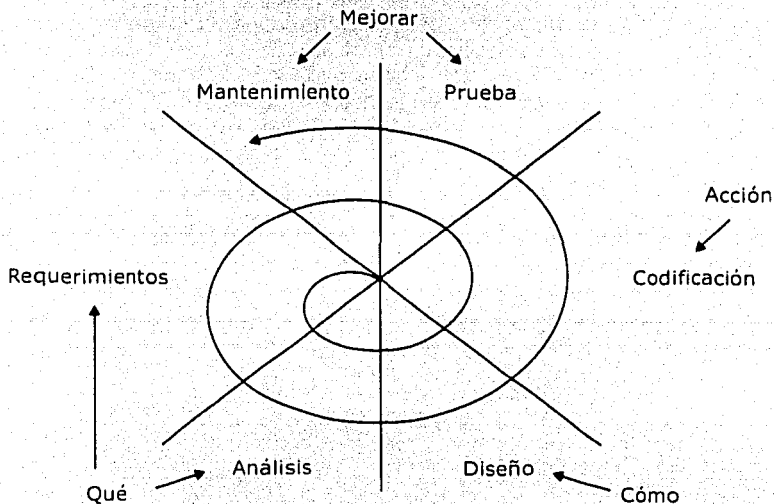 Mejorar
Mantenimiento
Prueba
Acción
Requerimientos
Codificación
Análisis
Diseño
Qué
Cómo